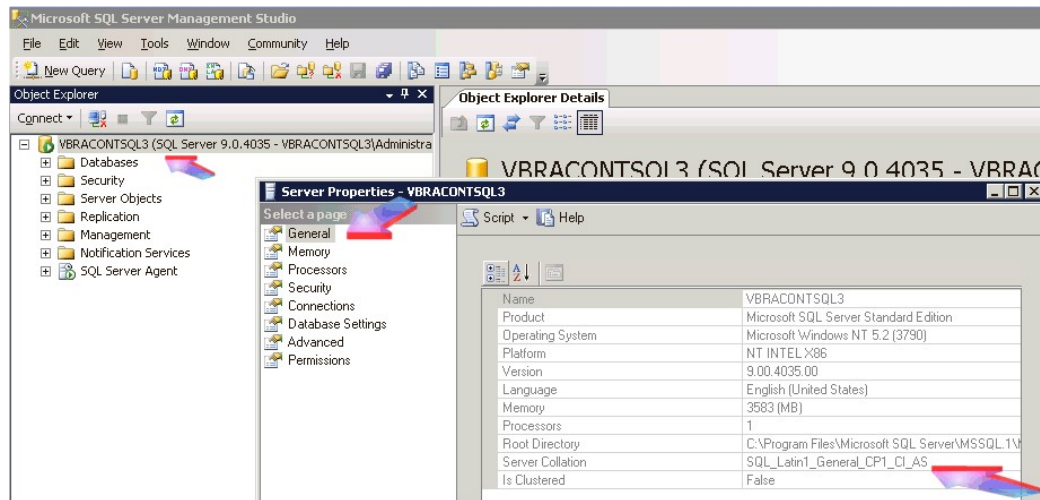 Microsoft SQL Server Management Studio
File Edit View Tools Window Community Help
New Query
Object Explorer
Object Explorer Details
Connect
VBRACONTSQL3 (SQL Server 9.0.4035 - VBRACONTSQL3\Administra
Databases
Security
Server Objects
Replication
Management
Notification Services
SQL Server Agent
VBRACONTSQL3 (SQL Server 9.0.4035 - VBRA
Server Properties - VBRACONTSQL3
Select a page
General
Memory
Processors
Security
Connections
Database Settings
Advanced
Permissions
Script Help
Name VBRACONTSQL3
Product Microsoft SQL Server Standard Edition
Operating System Microsoft Windows NT 5.2 (3790)
Platform NT INTEL X86
Version 9.00.4035.00
Language English (United States)
Memory 3583 (MB)
Processors 1
Root Directory C:\Program Files\Microsoft SQL Server\MSSQL.1\
Server Collation SQL_Latin1_General_CP1_CI_AS
Is Clustered False